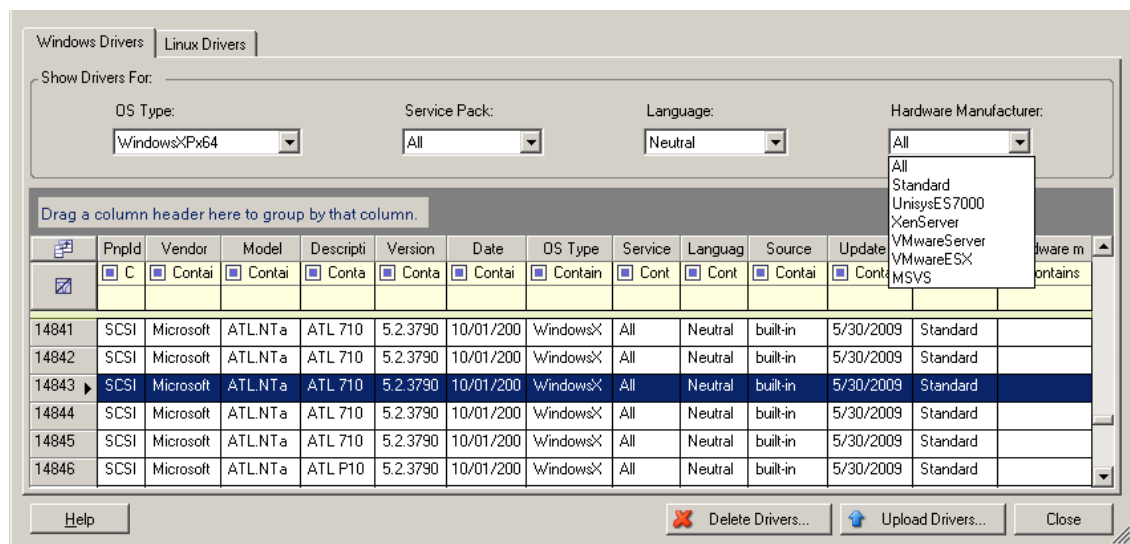 Windows Drivers Linux Drivers
Show Drivers For:
OS Type: Service Pack: Language: Hardware Manufacturer:
WindowsXPx64 All Neutral All
All
Standard
UnisysES7000
XenServer
VMwareServer
VMwareESX
MSVS
Drag a column header here to group by that column.
PnpId Vendor Model Descripti Version Date OS Type Service Languag Source Update dware m
C Contai Contai Conta Conta Contai Contain Cont Cont Contai Conta ontains
14841 SCSI Microsoft ATL.NTa ATL 710 5.2.3790 10/01/200 WindowsX All Neutral built-in 5/30/2009 Standard
14842 SCSI Microsoft ATL.NTa ATL 710 5.2.3790 10/01/200 WindowsX All Neutral built-in 5/30/2009 Standard
14843 SCSI Microsoft ATL.NTa ATL 710 5.2.3790 10/01/200 WindowsX All Neutral built-in 5/30/2009 Standard
14844 SCSI Microsoft ATL.NTa ATL 710 5.2.3790 10/01/200 WindowsX All Neutral built-in 5/30/2009 Standard
14845 SCSI Microsoft ATL.NTa ATL 710 5.2.3790 10/01/200 WindowsX All Neutral built-in 5/30/2009 Standard
14846 SCSI Microsoft ATL.NTa ATL P10 5.2.3790 10/01/200 WindowsX All Neutral built-in 5/30/2009 Standard
Help Delete Drivers... Upload Drivers... Close